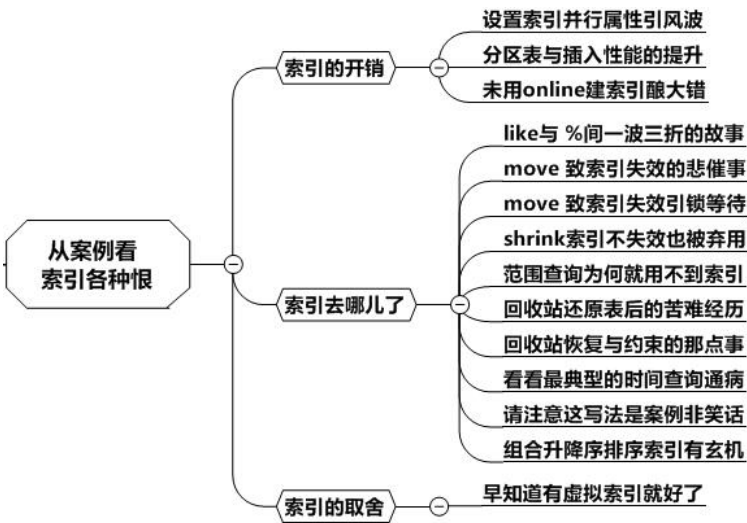 从案例看
索引各种恨
索引的开销
设置索引并行属性引风波
分区表与插入性能的提升
未用online建索引酿大错
索引去哪儿了
like与 %间一波三折的故事
move 致索引失效的悲催事
move 致索引失效引锁等待
shrink索引不失效也被弃用
范围查询为何就用不到索引
回收站还原表后的苦难经历
回收站恢复与约束的那点事
看看最典型的时间查询通病
请注意这写法是案例非笑话
组合升降序排序索引有玄机
索引的取舍
早知道有虚拟索引就好了